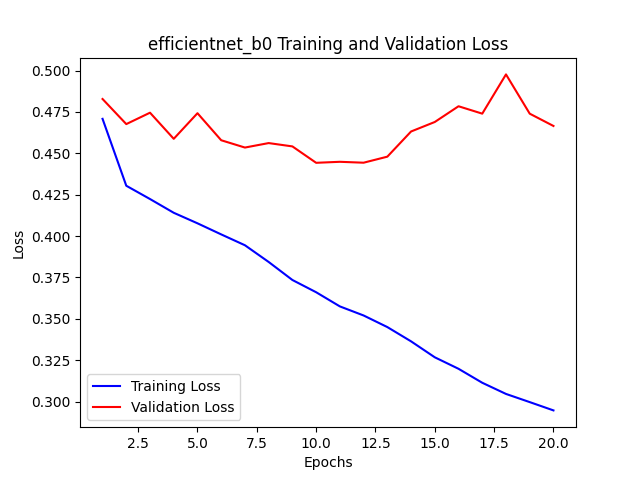 efficientnet_b0 Training and Validation Loss
0.500
0.475
0.450
0.425
0.400
0.375
0.350
0.325
0.300
Loss
Training Loss
Validation Loss
2.5 5.0 7.5 10.0 12.5 15.0 17.5 20.0
Epochs